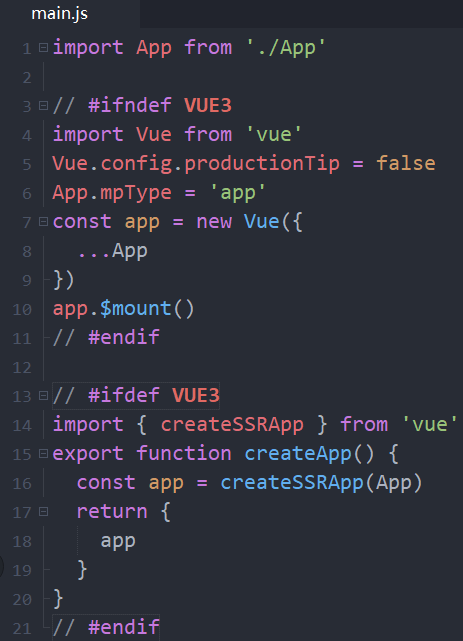 main.js
1 import App from './App'
2
3 // #ifndef VUE3
4 import Vue from 'vue'
5 Vue.config.productionTip = false
6 App.mpType = 'app'
7 const app = new Vue({
8   ...App
9 })
10 app.$mount()
11 // #endif
12
13 // #ifdef VUE3
14 import { createSSRApp } from 'vue'
15 export function createApp() {
16   const app = createSSRApp(App)
17   return {
18     app
19   }
20 }
21 // #endif